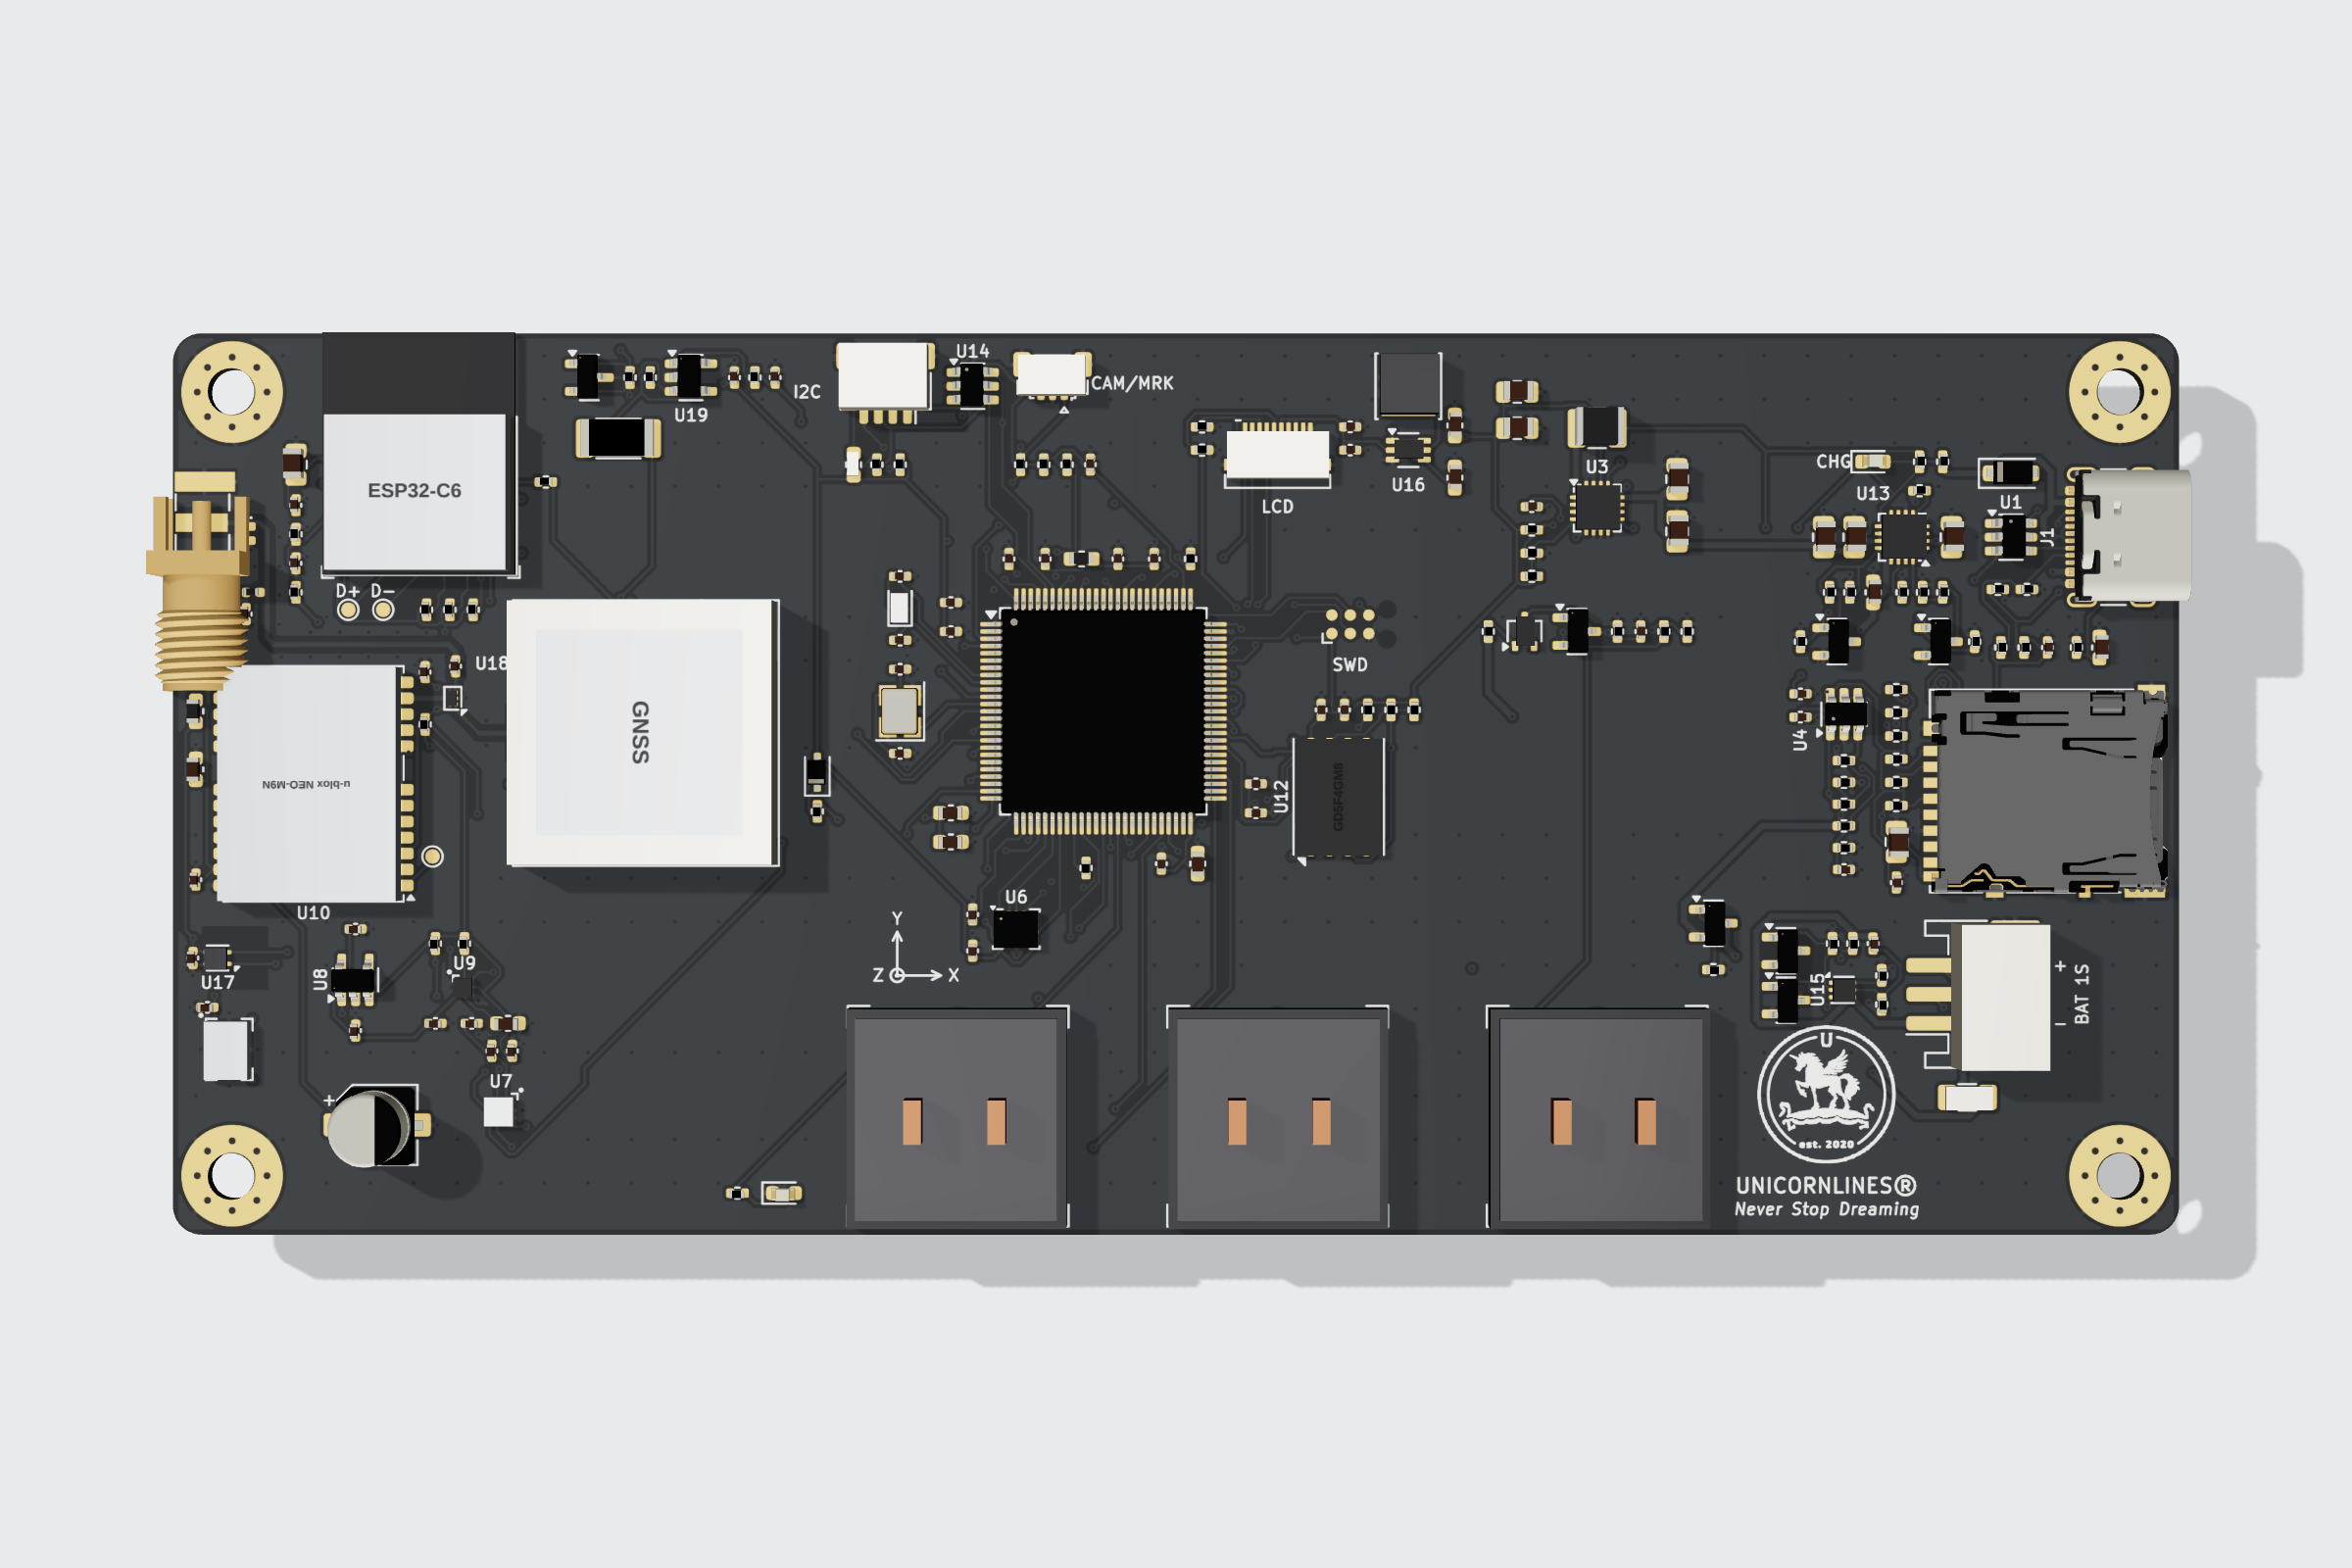 U14
I2C
CAM/MRK
U19
ESP32-C6
LCD
U16
U3
CHG
U13
U1
J1
D+ D-
U18
SWD
GNSS
u-blox NEO-M9N
U4
U12
GD5F4GM8
U10
U6
Y
Z
X
U17
U8
U9
U15
+
BAT 1S
−
U7
+
U
est. 2020
UNICORNLINES®
Never Stop Dreaming